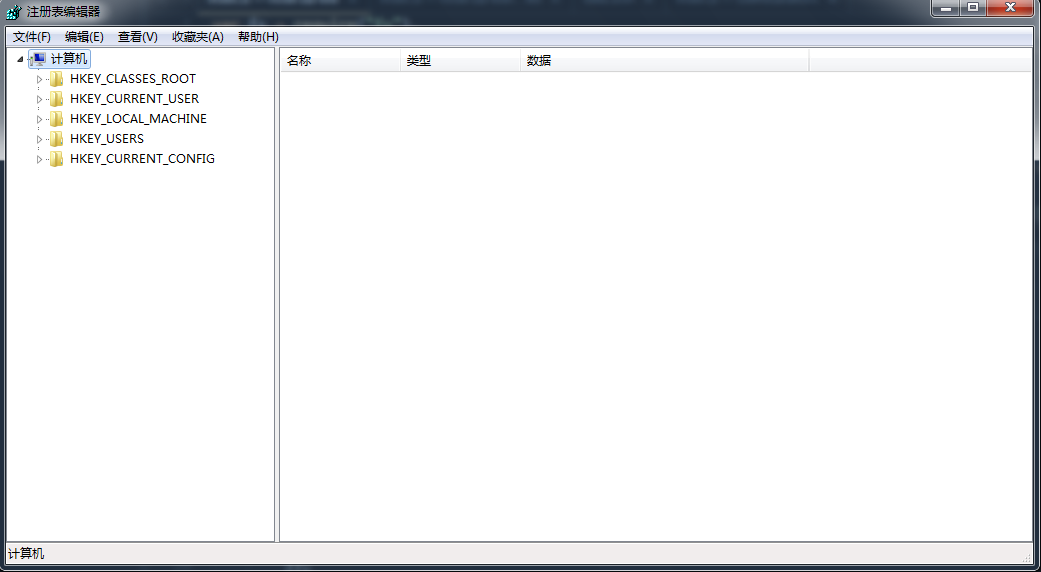 注册表编辑器
文件(F) 编辑(E) 查看(V) 收藏夹(A) 帮助(H)
计算机
HKEY_CLASSES_ROOT
HKEY_CURRENT_USER
HKEY_LOCAL_MACHINE
HKEY_USERS
HKEY_CURRENT_CONFIG
名称 类型 数据
计算机